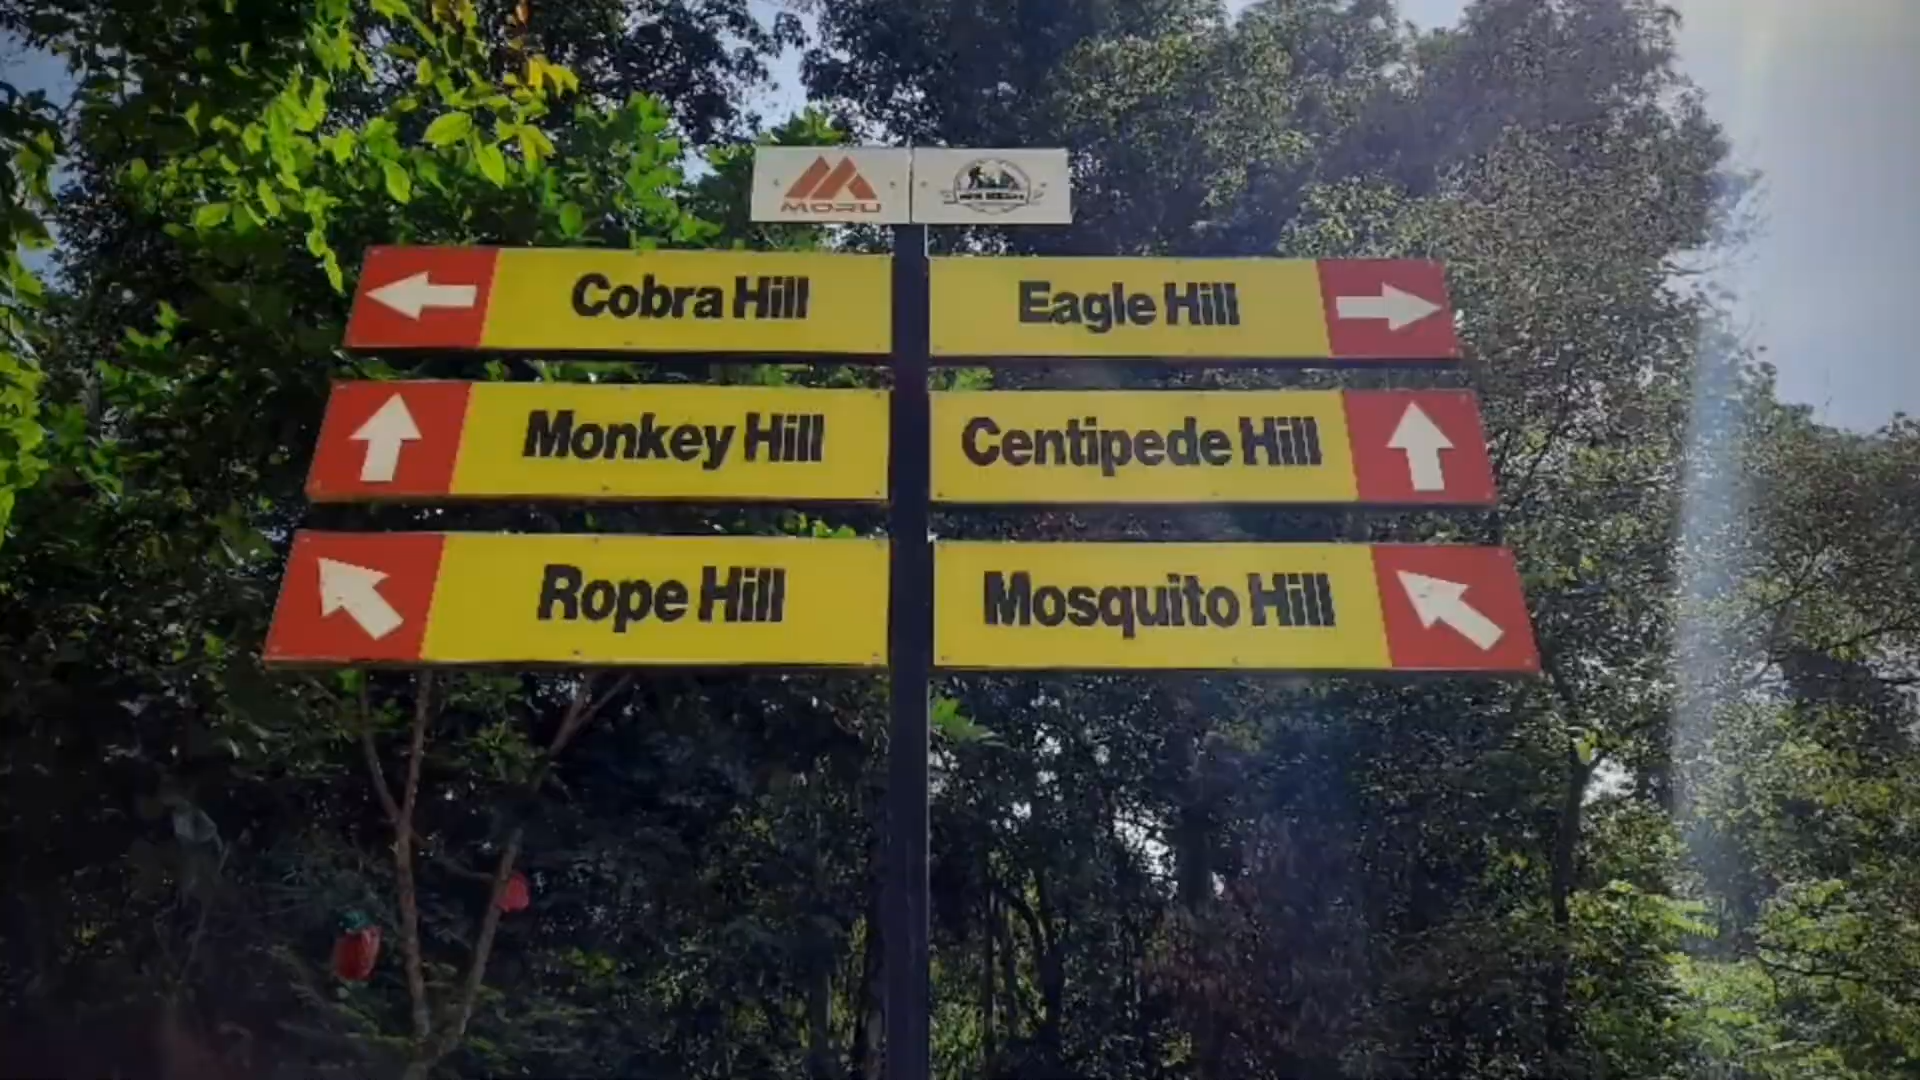 MORU
Cobra Hill
Eagle Hill
Monkey Hill
Centipede Hill
Rope Hill
Mosquito Hill